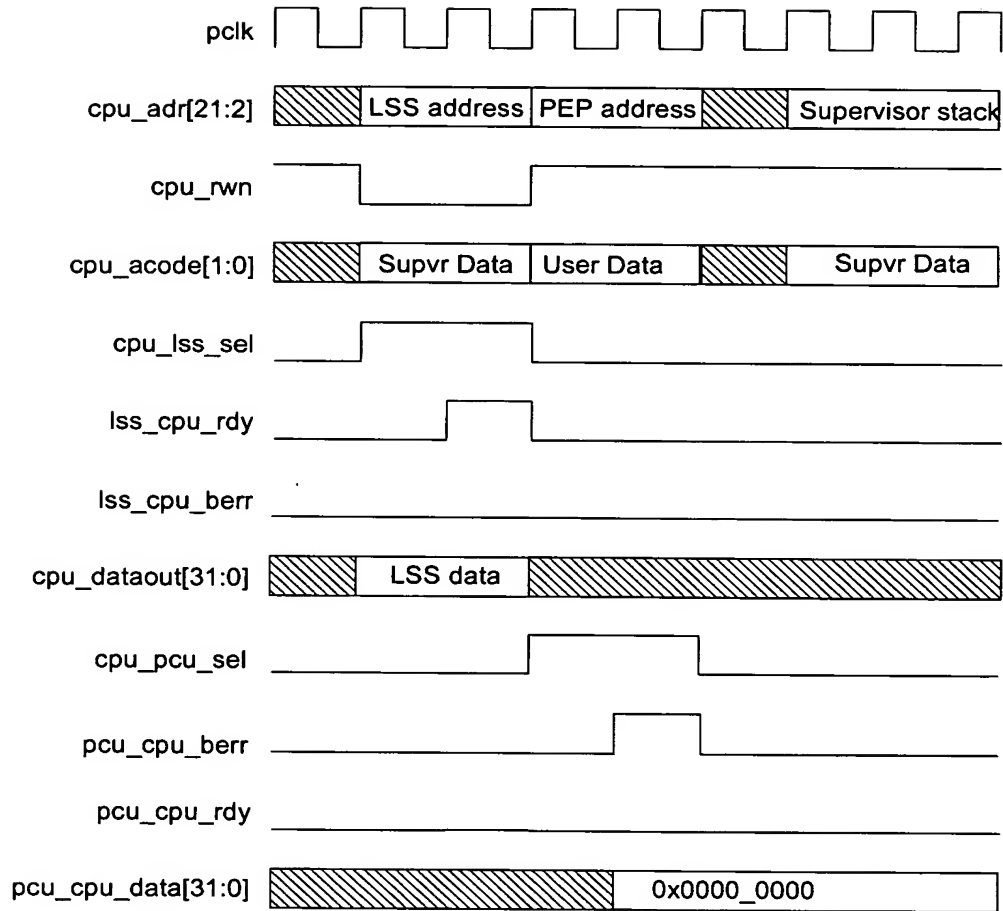 pclk
cpu_adr[21:2] LSS address PEP address Supervisor stack
cpu_rwn
cpu_acode[1:0] Supvr Data User Data Supvr Data
cpu_lss_sel
lss_cpu_rdy
lss_cpu_berr
cpu_dataout[31:0] LSS data
cpu_pcu_sel
pcu_cpu_berr
pcu_cpu_rdy
pcu_cpu_data[31:0] 0x0000_0000